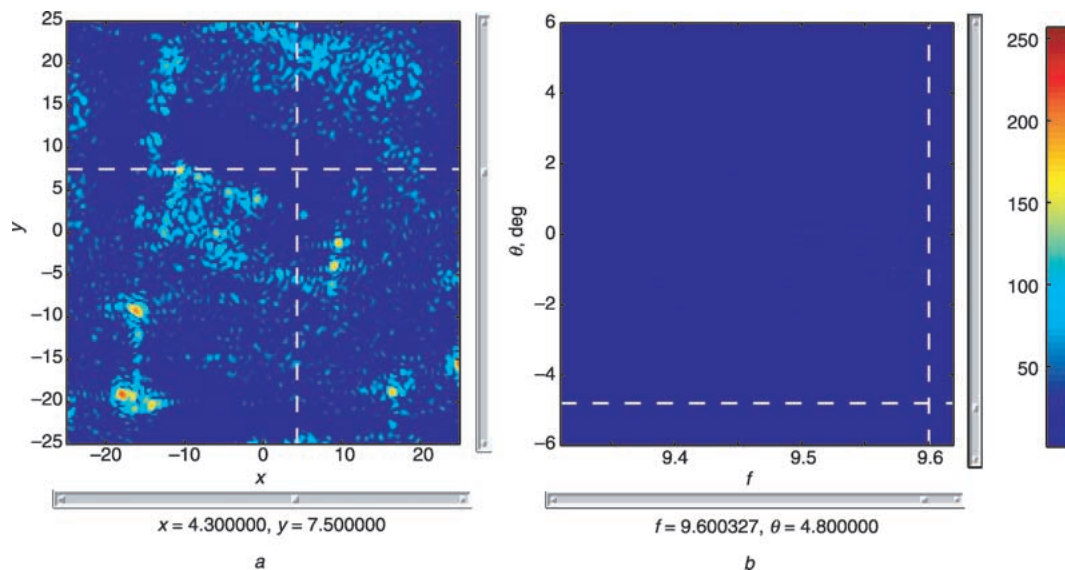 25
20
15
10
5
0
−5
−10
−15
−20
25
y
−20 −10 0 10 20
x
x = 4.300000, y = 7.500000
a
6
4
2
0
−2
−4
−6
θ, deg
9.4 9.5 9.6
f
f = 9.600327, θ = 4.800000
b
250
200
150
100
50